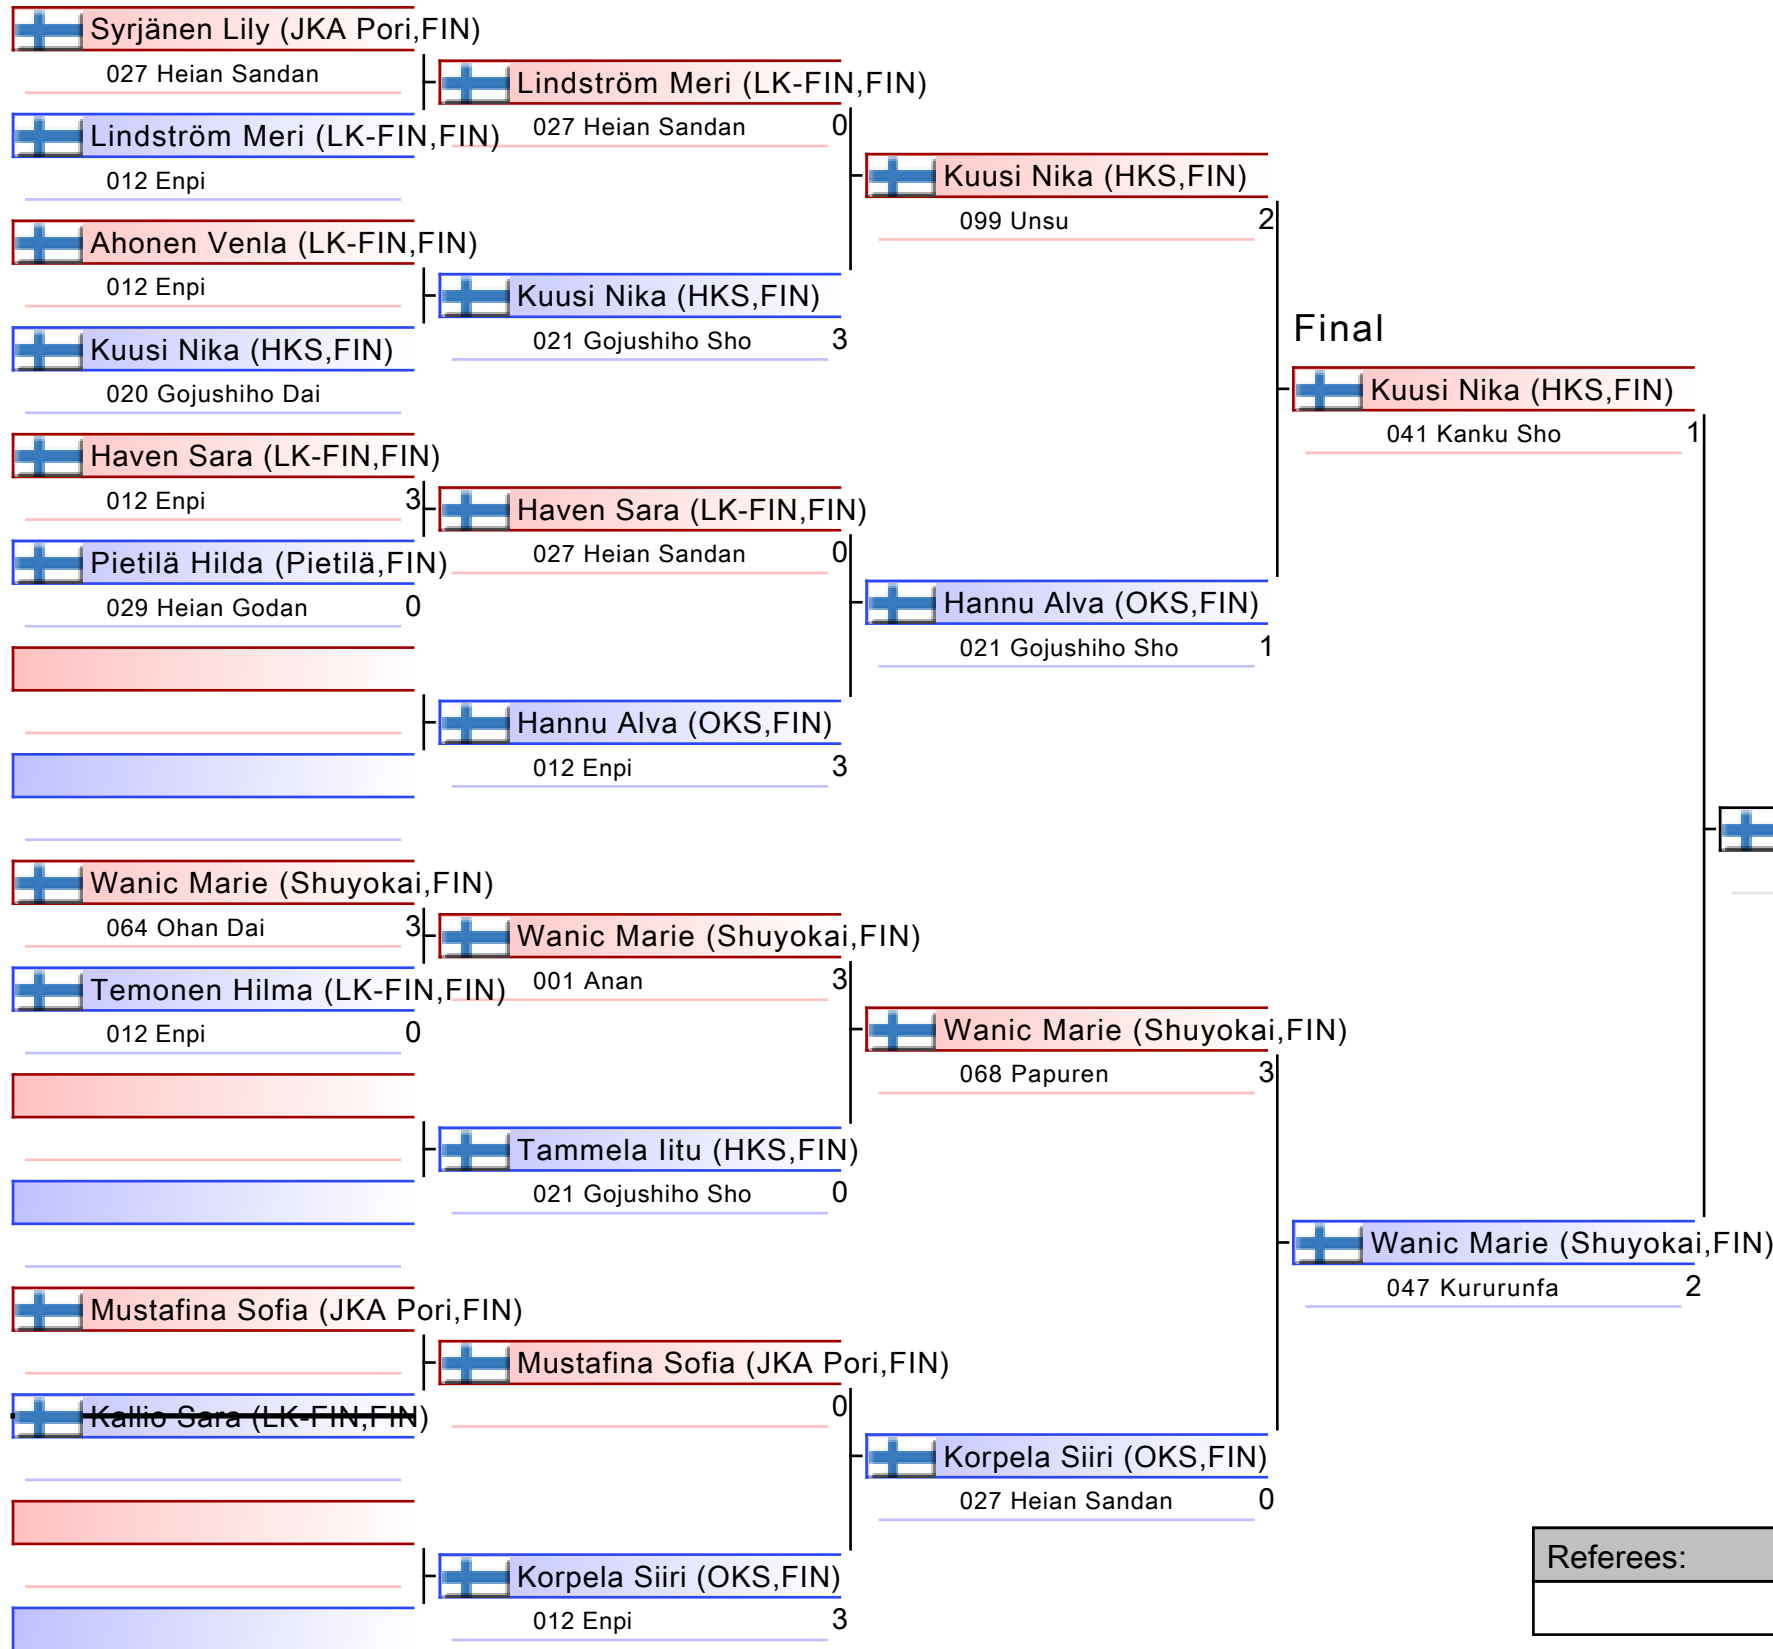 Syrjänen Lily (JKA Pori,FIN)
027 Heian Sandan
Lindström Meri (LK-FIN,FIN)
012 Enpi
Ahonen Venla (LK-FIN,FIN)
012 Enpi
Kuusi Nika (HKS,FIN)
020 Gojushiho Dai
Haven Sara (LK-FIN,FIN)
012 Enpi 3
Pietilä Hilda (Pietilä,FIN)
029 Heian Godan 0
Wanic Marie (Shuyokai,FIN)
064 Ohan Dai 3
Temonen Hilma (LK-FIN,FIN)
012 Enpi 0
Mustafina Sofia (JKA Pori,FIN)
Kallio Sara (LK-FIN,FIN)
Lindström Meri (LK-FIN,FIN)
027 Heian Sandan 0
Kuusi Nika (HKS,FIN)
021 Gojushiho Sho 3
Haven Sara (LK-FIN,FIN)
027 Heian Sandan 0
Hannu Alva (OKS,FIN)
012 Enpi 3
Wanic Marie (Shuyokai,FIN)
001 Anan 3
Tammela Iitu (HKS,FIN)
021 Gojushiho Sho 0
Mustafina Sofia (JKA Pori,FIN)
0
Korpela Siiri (OKS,FIN)
012 Enpi 3
Kuusi Nika (HKS,FIN)
099 Unsu 2
Hannu Alva (OKS,FIN)
021 Gojushiho Sho 1
Wanic Marie (Shuyokai,FIN)
068 Papuren 3
Korpela Siiri (OKS,FIN)
027 Heian Sandan 0
Final
Kuusi Nika (HKS,FIN)
041 Kanku Sho 1
Wanic Marie (Shuyokai,FIN)
047 Kururunfa 2
Referees: